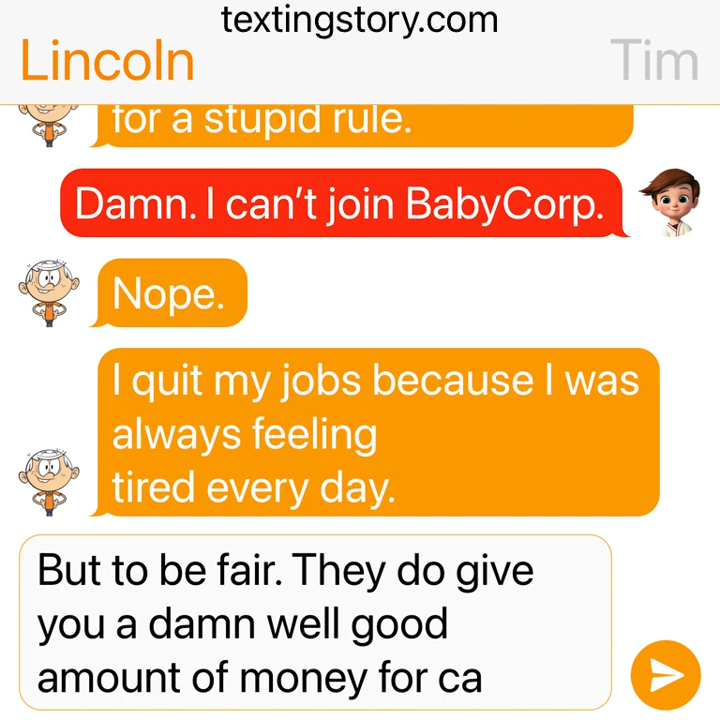 textingstory.com
Lincoln
Tim
for a stupid rule.
Damn. I can’t join BabyCorp.
Nope.
I quit my jobs because I was
always feeling
tired every day.
But to be fair. They do give
you a damn well good
amount of money for ca